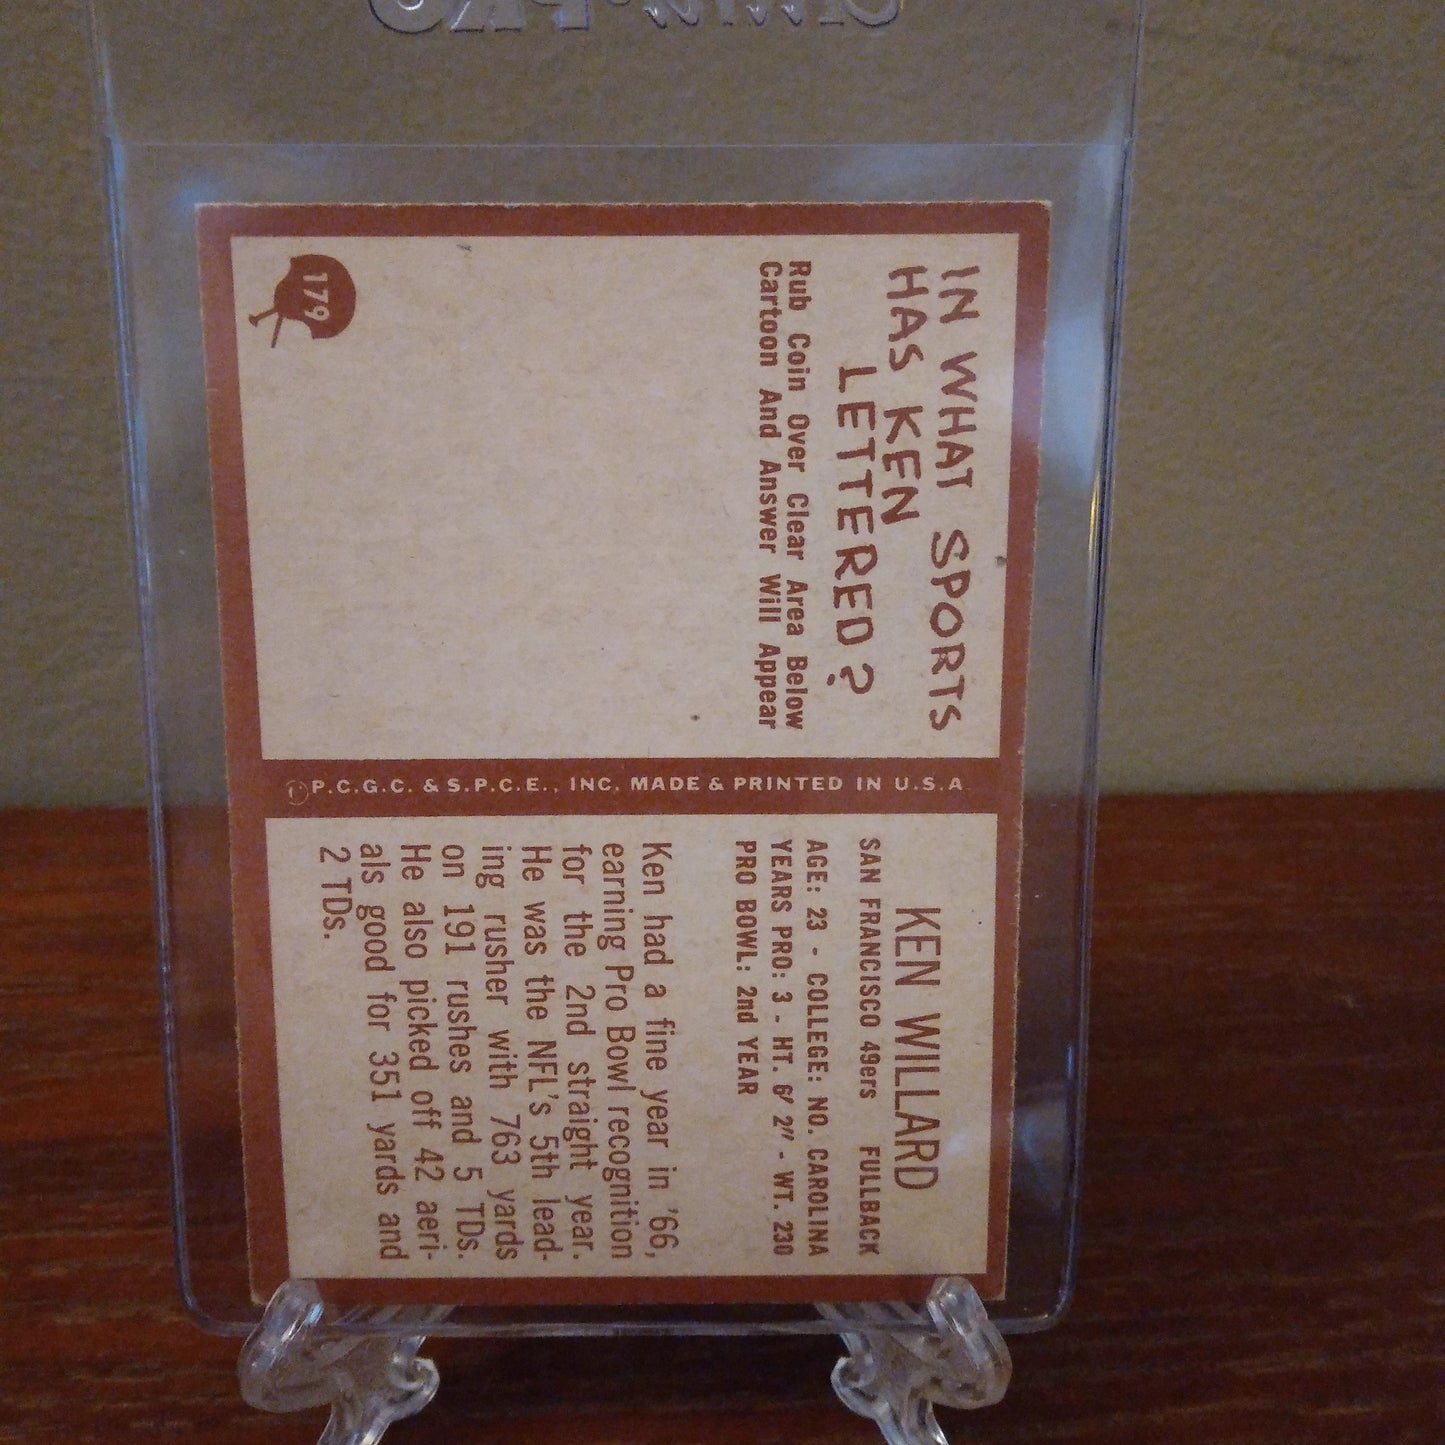 IN WHAT SPORTS
HAS KEN
LETTERED?
Rub Coin Over Clear Area Below
Cartoon And Answer Will Appear
179
P.C.G.C. & S.P.C.E., INC. MADE & PRINTED IN U.S.A.
KEN WILLARD
SAN FRANCISCO 49ers FULLBACK
AGE: 23 - COLLEGE: NO. CAROLINA
YEARS PRO: 3 - HT. 6' 2" - WT. 230
PRO BOWL: 2nd YEAR
Ken had a fine year in '66,
earning Pro Bowl recognition
for the 2nd straight year.
He was the NFL's 5th lead-
ing rusher with 763 yards
on 191 rushes and 5 TDs.
He also picked off 42 aeri-
als good for 351 yards and
2 TDs.